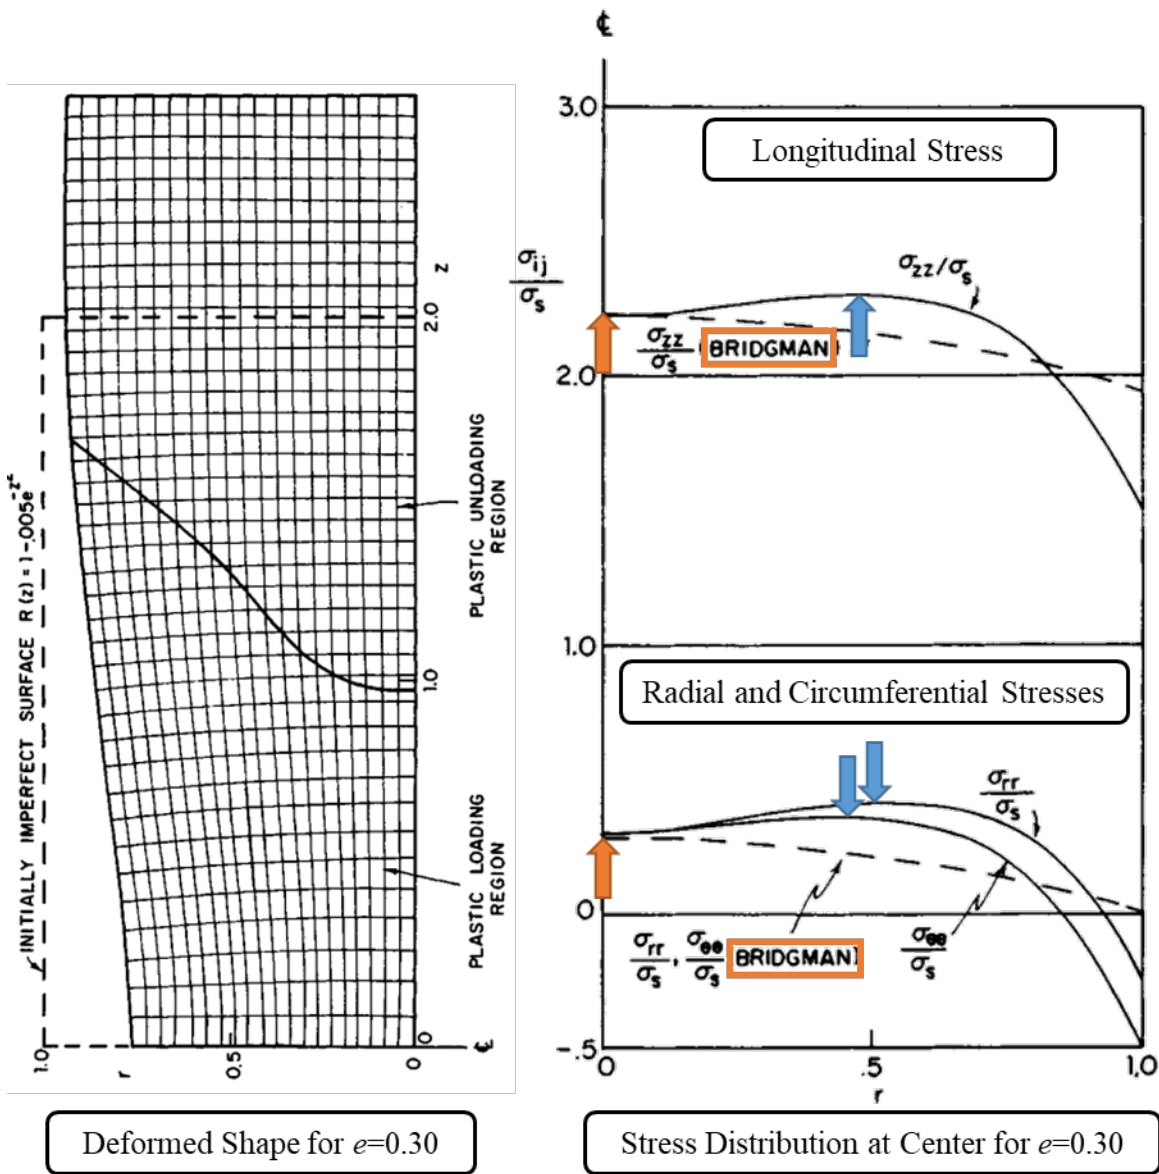 INITIALLY IMPERFECT SURFACE R(z) = 1-.005e^-z²
z
2.0
1.0
0
PLASTIC UNLOADING
REGION
PLASTIC LOADING
REGION
℄
1.0
r
0.5
0
Deformed Shape for e=0.30
℄
σij
σs
3.0
Longitudinal Stress
σzz/σs
σzz
σs
(BRIDGMAN)
2.0
1.0
Radial and Circumferential Stresses
σrr
σs
0
σrr
σs
,
σθθ
σs
(BRIDGMAN)
σθθ
σs
-.5
0
.5
1.0
r
Stress Distribution at Center for e=0.30